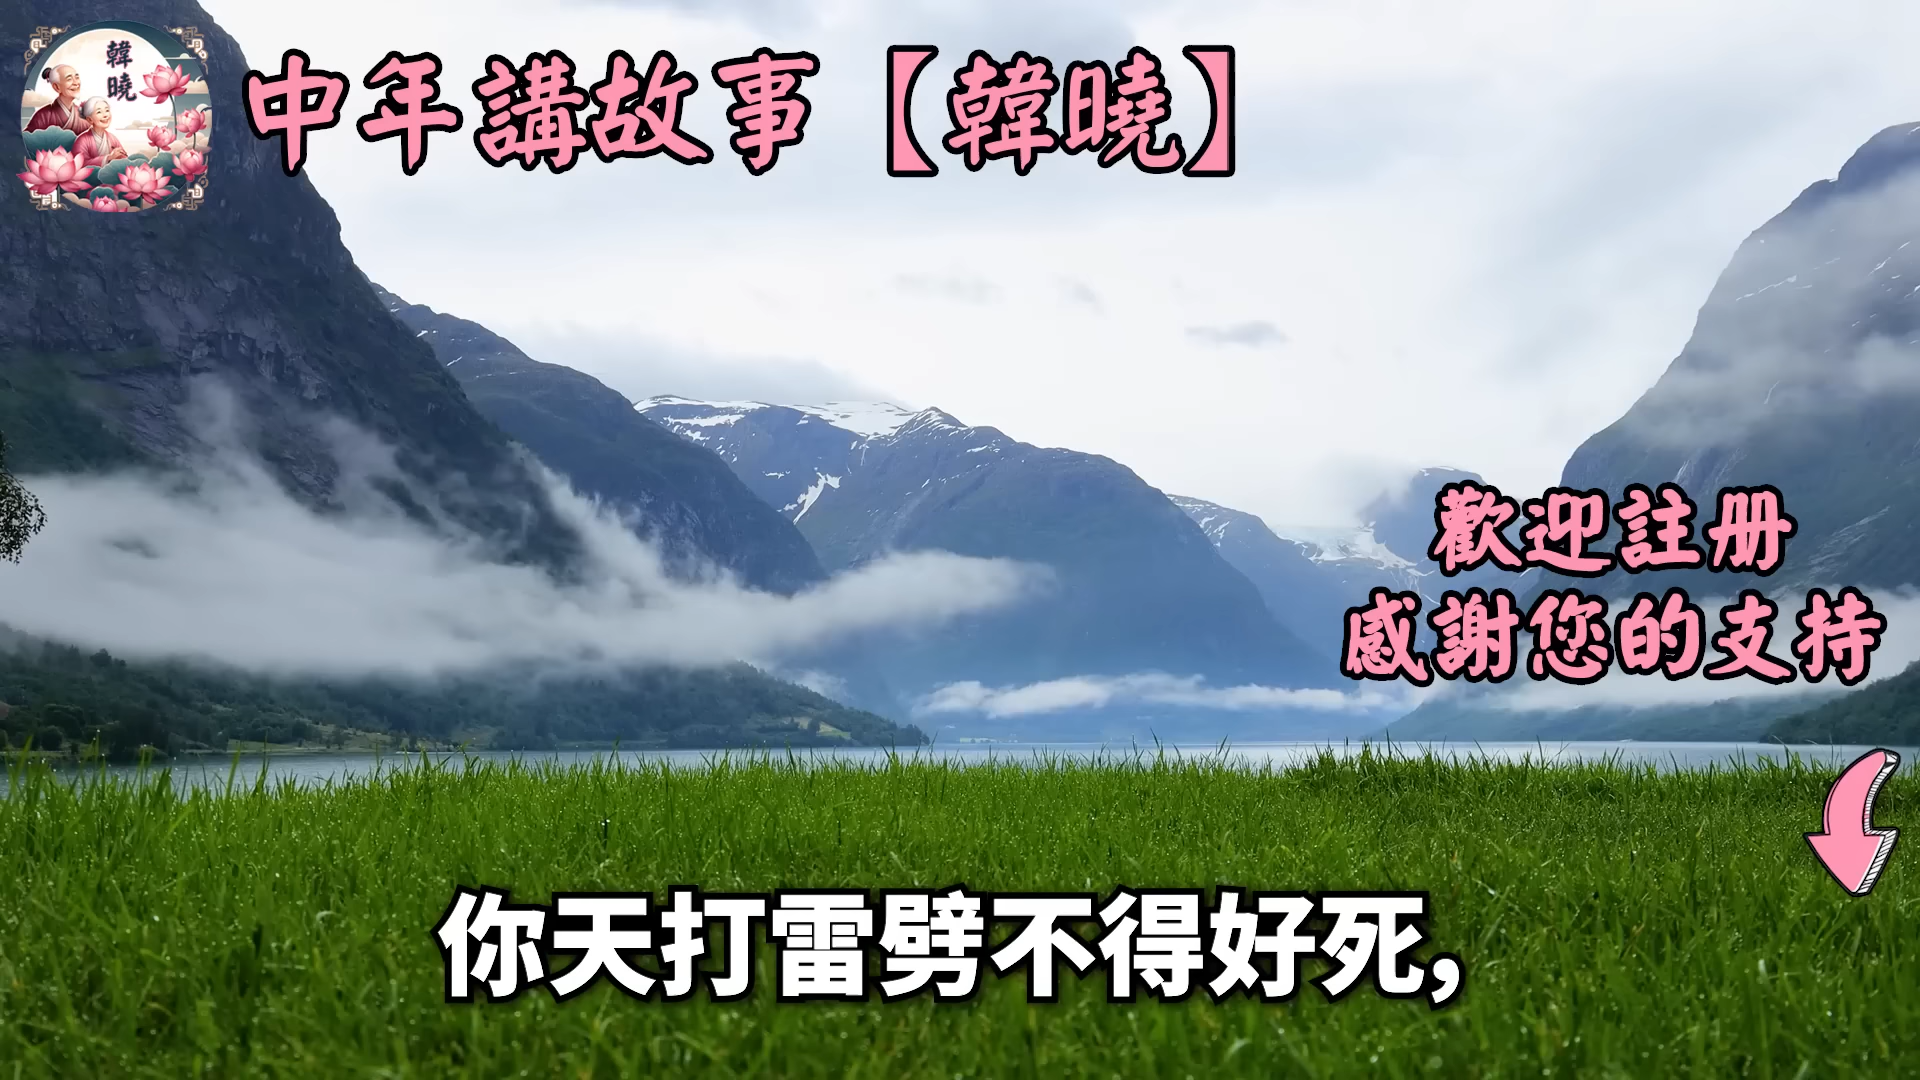 韓
曉
中年講故事【韓曉】
歡迎註册
感謝您的支持
你天打雷劈不得好死,